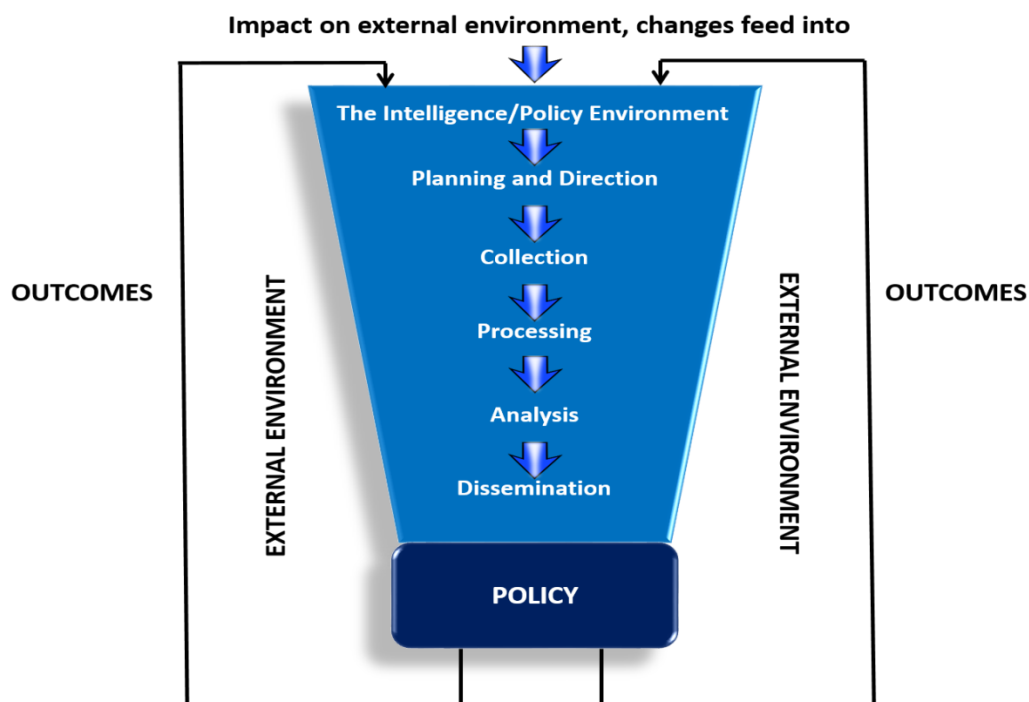 Impact on external environment, changes feed into
The Intelligence/Policy Environment
Planning and Direction
Collection
Processing
Analysis
Dissemination
POLICY
OUTCOMES
EXTERNAL ENVIRONMENT
EXTERNAL ENVIRONMENT
OUTCOMES